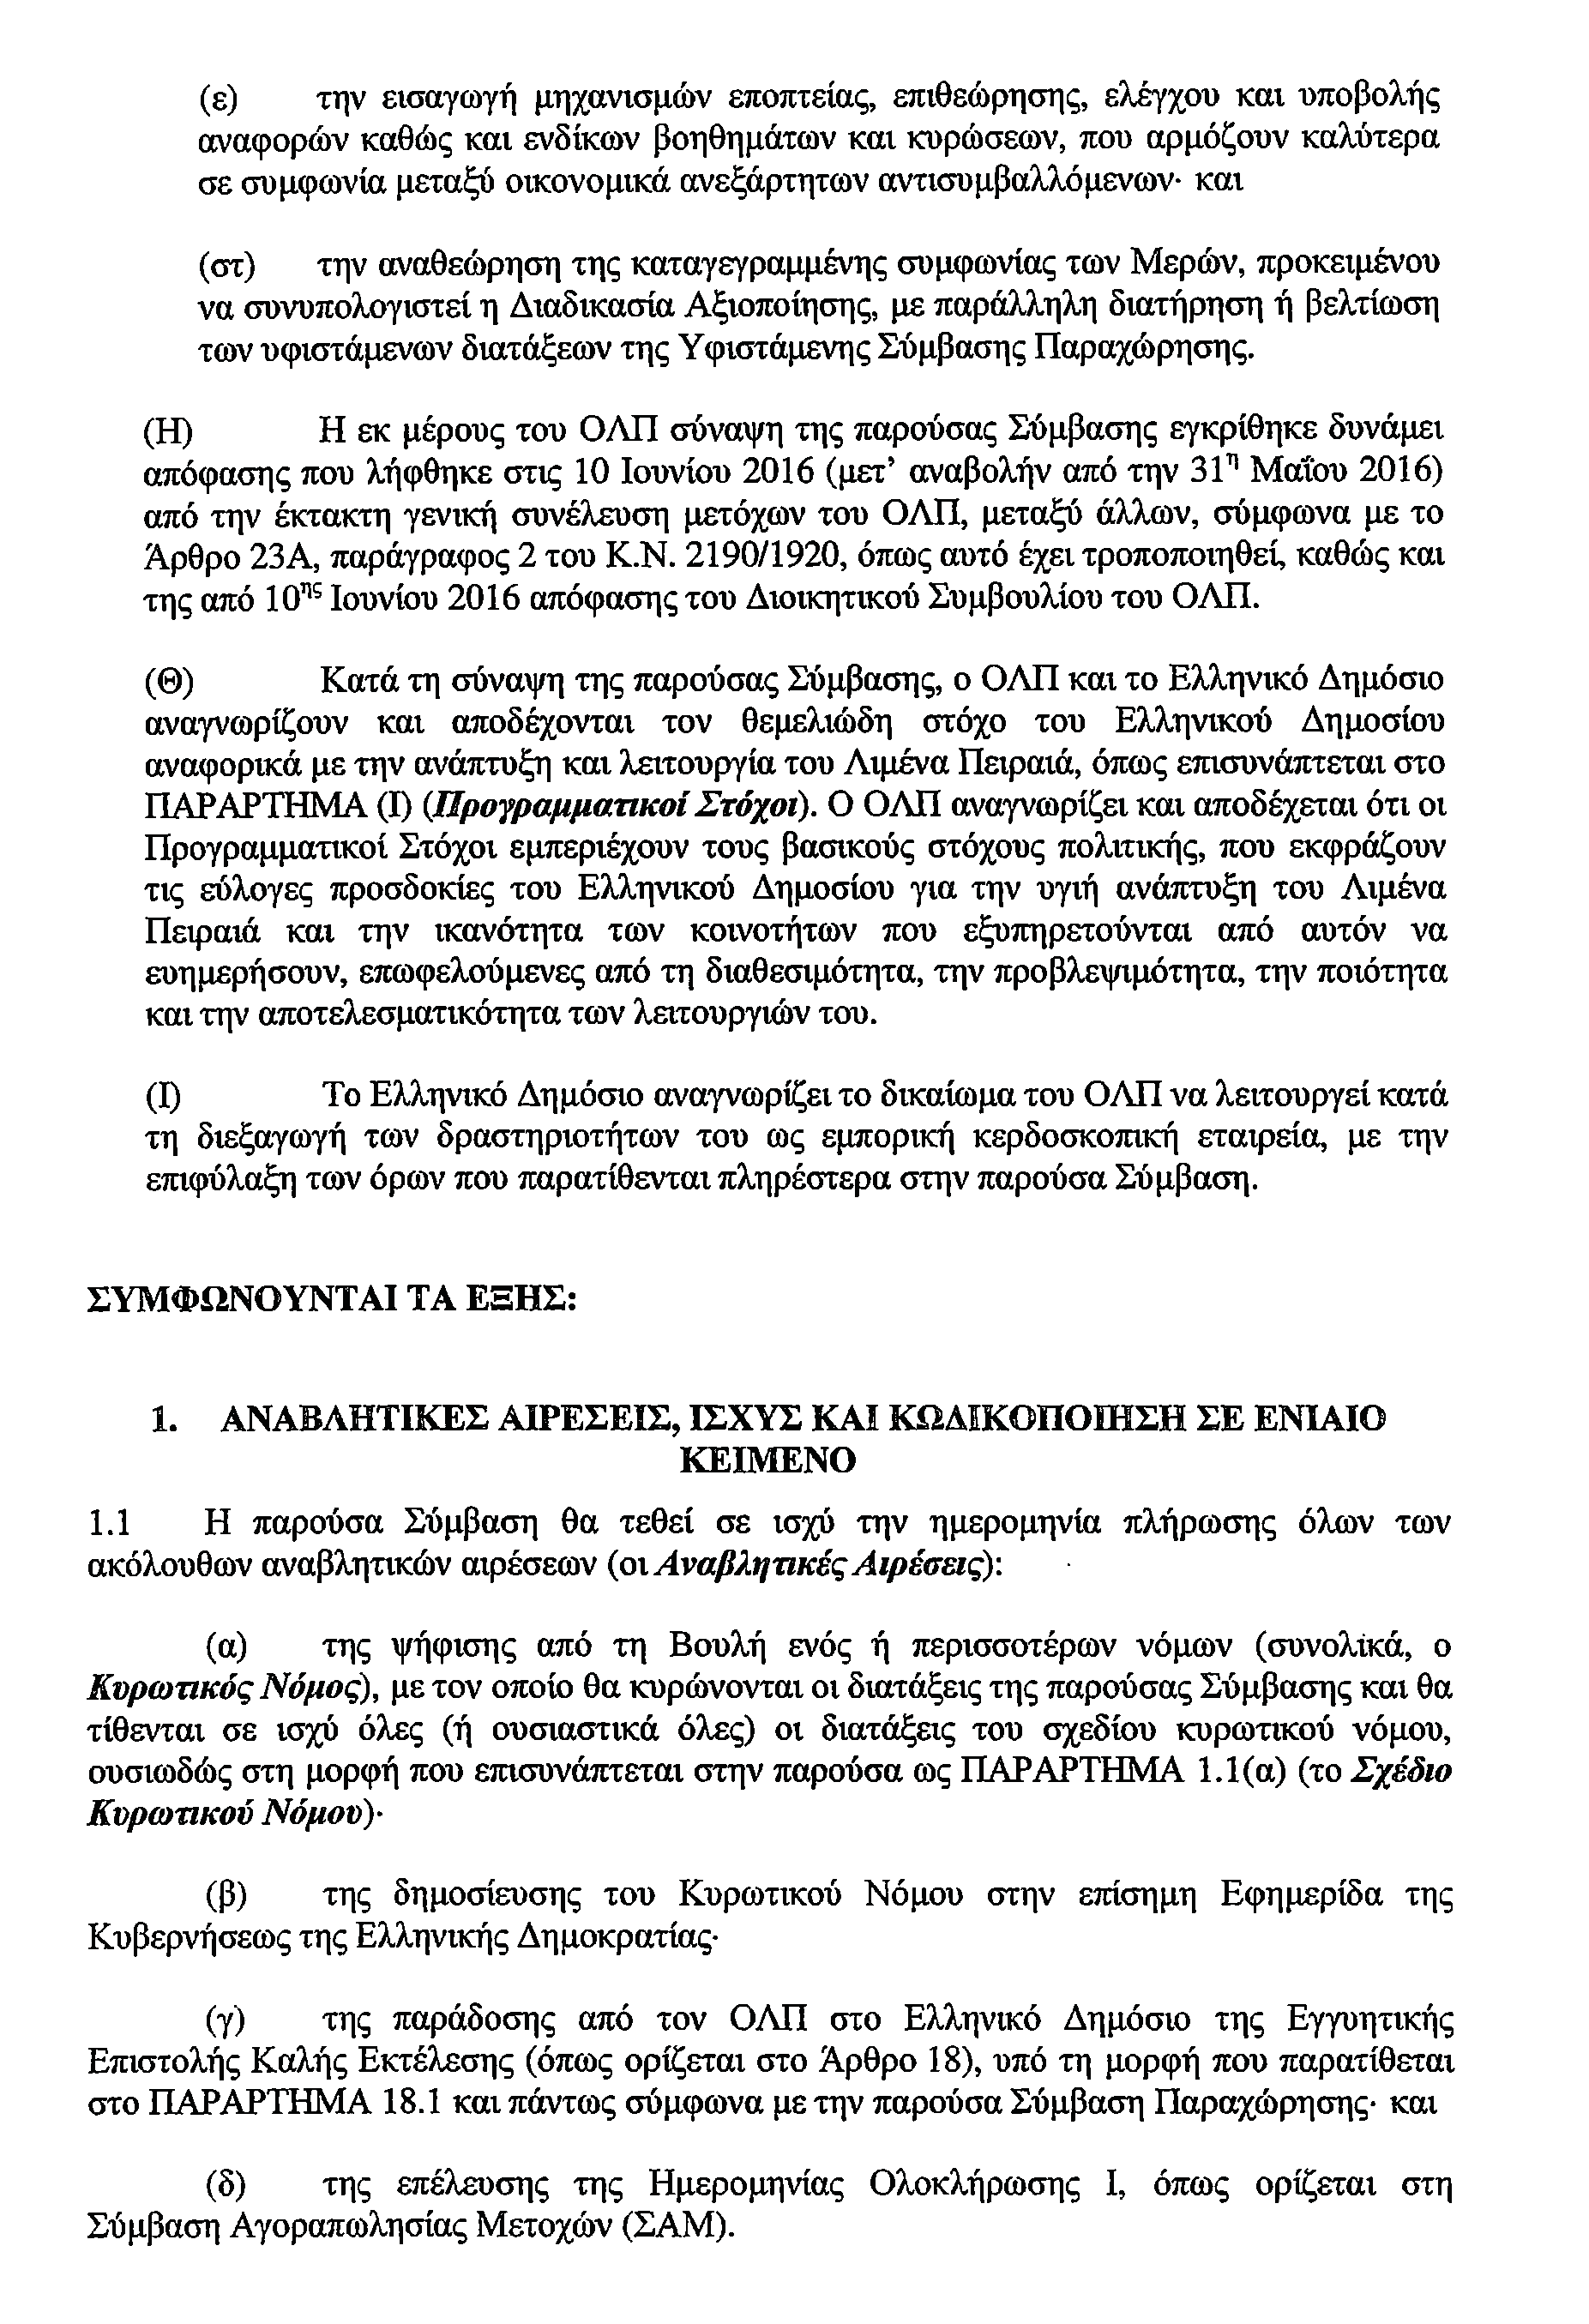 (ε) την εισαγωγή μηχανισμών εποπτείας, επιθεώρησης, ελέγχου και υποβολής
αναφορών καθώς και ενδίκων βοηθημάτων και κυρώσεων, που αρμόζουν καλύτερα
σε συμφωνία μεταξύ οικονομικά ανεξάρτητων αντισυμβαλλόμενων· και
(στ) την αναθεώρηση της καταγεγραμμένης συμφωνίας των Μερών, προκειμένου
να συνυπολογιστεί η Διαδικασία Αξιοποίησης, με παράλληλη διατήρηση ή βελτίωση
των υφιστάμενων διατάξεων της Υφιστάμενης Σύμβασης Παραχώρησης.
(Η) Η εκ μέρους του ΟΛΠ σύναψη της παρούσας Σύμβασης εγκρίθηκε δυνάμει
απόφασης που λήφθηκε στις 10 Ιουνίου 2016 (μετ’ αναβολήν από την 31η Μαΐου 2016)
από την έκτακτη γενική συνέλευση μετόχων του ΟΛΠ, μεταξύ άλλων, σύμφωνα με το
Άρθρο 23Α, παράγραφος 2 του Κ.Ν. 2190/1920, όπως αυτό έχει τροποποιηθεί, καθώς και
της από 10ης Ιουνίου 2016 απόφασης του Διοικητικού Συμβουλίου του ΟΛΠ.
(Θ) Κατά τη σύναψη της παρούσας Σύμβασης, ο ΟΛΠ και το Ελληνικό Δημόσιο
αναγνωρίζουν και αποδέχονται τον θεμελιώδη στόχο του Ελληνικού Δημοσίου
αναφορικά με την ανάπτυξη και λειτουργία του Λιμένα Πειραιά, όπως επισυνάπτεται στο
ΠΑΡΑΡΤΗΜΑ (Ι) (Προγραμματικοί Στόχοι). Ο ΟΛΠ αναγνωρίζει και αποδέχεται ότι οι
Προγραμματικοί Στόχοι εμπεριέχουν τους βασικούς στόχους πολιτικής, που εκφράζουν
τις εύλογες προσδοκίες του Ελληνικού Δημοσίου για την υγιή ανάπτυξη του Λιμένα
Πειραιά και την ικανότητα των κοινοτήτων που εξυπηρετούνται από αυτόν να
ευημερήσουν, επωφελούμενες από τη διαθεσιμότητα, την προβλεψιμότητα, την ποιότητα
και την αποτελεσματικότητα των λειτουργιών του.
(Ι) Το Ελληνικό Δημόσιο αναγνωρίζει το δικαίωμα του ΟΛΠ να λειτουργεί κατά
τη διεξαγωγή των δραστηριοτήτων του ως εμπορική κερδοσκοπική εταιρεία, με την
επιφύλαξη των όρων που παρατίθενται πληρέστερα στην παρούσα Σύμβαση.
ΣΥΜΦΩΝΟΥΝΤΑΙ ΤΑ ΕΞΗΣ:
1. ΑΝΑΒΛΗΤΙΚΕΣ ΑΙΡΕΣΕΙΣ, ΙΣΧΥΣ ΚΑΙ ΚΩΔΙΚΟΠΟΙΗΣΗ ΣΕ ΕΝΙΑΙΟ
ΚΕΙΜΕΝΟ
1.1 Η παρούσα Σύμβαση θα τεθεί σε ισχύ την ημερομηνία πλήρωσης όλων των
ακόλουθων αναβλητικών αιρέσεων (οι Αναβλητικές Αιρέσεις):
(α) της ψήφισης από τη Βουλή ενός ή περισσοτέρων νόμων (συνολικά, ο
Κυρωτικός Νόμος), με τον οποίο θα κυρώνονται οι διατάξεις της παρούσας Σύμβασης και θα
τίθενται σε ισχύ όλες (ή ουσιαστικά όλες) οι διατάξεις του σχεδίου κυρωτικού νόμου,
ουσιωδώς στη μορφή που επισυνάπτεται στην παρούσα ως ΠΑΡΑΡΤΗΜΑ 1.1(α) (το Σχέδιο
Κυρωτικού Νόμου)·
(β) της δημοσίευσης του Κυρωτικού Νόμου στην επίσημη Εφημερίδα της
Κυβερνήσεως της Ελληνικής Δημοκρατίας·
(γ) της παράδοσης από τον ΟΛΠ στο Ελληνικό Δημόσιο της Εγγυητικής
Επιστολής Καλής Εκτέλεσης (όπως ορίζεται στο Άρθρο 18), υπό τη μορφή που παρατίθεται
στο ΠΑΡΑΡΤΗΜΑ 18.1 και πάντως σύμφωνα με την παρούσα Σύμβαση Παραχώρησης· και
(δ) της επέλευσης της Ημερομηνίας Ολοκλήρωσης Ι, όπως ορίζεται στη
Σύμβαση Αγοραπωλησίας Μετοχών (ΣΑΜ).